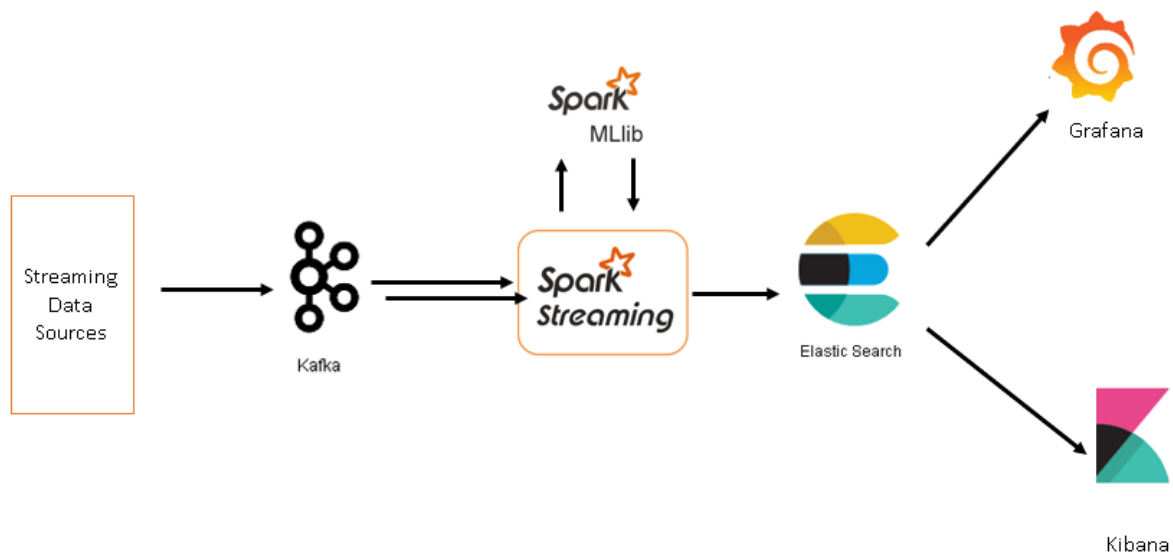 Streaming
Data
Sources
Kafka
Spark
MLlib
Spark
Streaming
Elastic Search
Grafana
Kibana